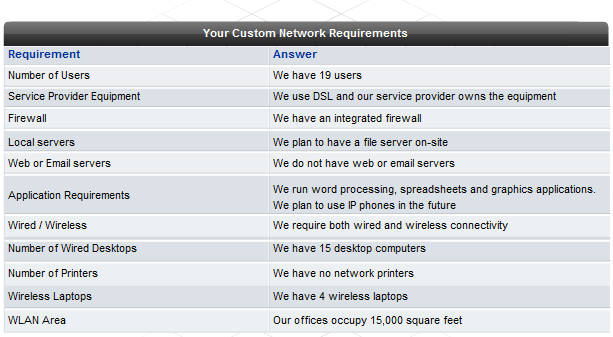 Your Custom Network Requirements
Requirement Answer
Number of Users We have 19 users
Service Provider Equipment We use DSL and our service provider owns the equipment
Firewall We have an integrated firewall
Local servers We plan to have a file server on-site
Web or Email servers We do not have web or email servers
Application Requirements We run word processing, spreadsheets and graphics applications.
We plan to use IP phones in the future
Wired / Wireless We require both wired and wireless connectivity
Number of Wired Desktops We have 15 desktop computers
Number of Printers We have no network printers
Wireless Laptops We have 4 wireless laptops
WLAN Area Our offices occupy 15,000 square feet